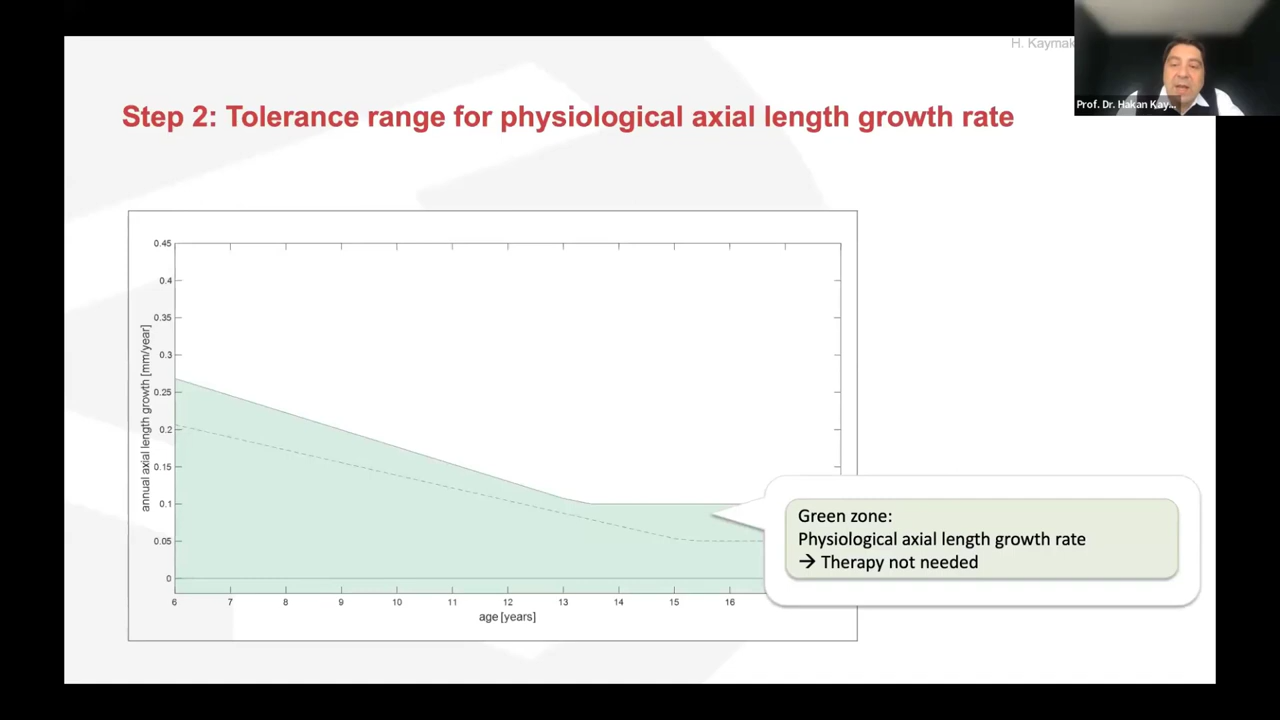 H. Kaymak
Prof. Dr. Hakan Kay...
Step 2: Tolerance range for physiological axial length growth rate
0.45
0.4
0.35
0.3
0.25
0.2
0.15
0.1
0.05
0
annual axial length growth [mm/year]
6 7 8 9 10 11 12 13 14 15 16
age [years]
Green zone:
Physiological axial length growth rate
→ Therapy not needed